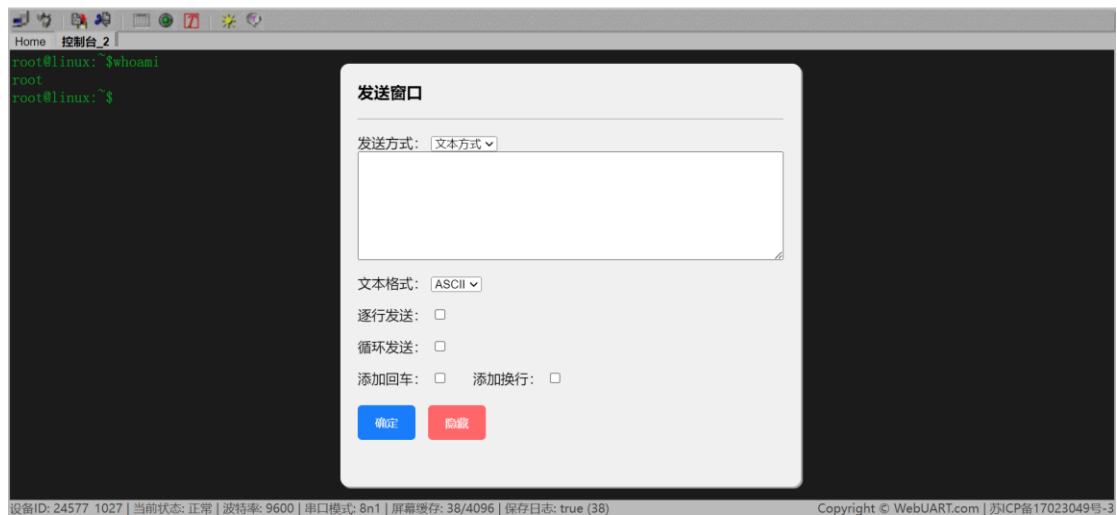 Home 控制台_2
root@linux:~$whoami
root
root@linux:~$
发送窗口
发送方式： 文本方式
文本格式： ASCII
逐行发送：
循环发送：
添加回车： 添加换行：
确定 隐藏
设备ID: 24577_1027 | 当前状态: 正常 | 波特率: 9600 | 串口模式: 8n1 | 屏幕缓存: 38/4096 | 保存日志: true (38) Copyright © WebUART.com | 苏ICP备17023049号-3